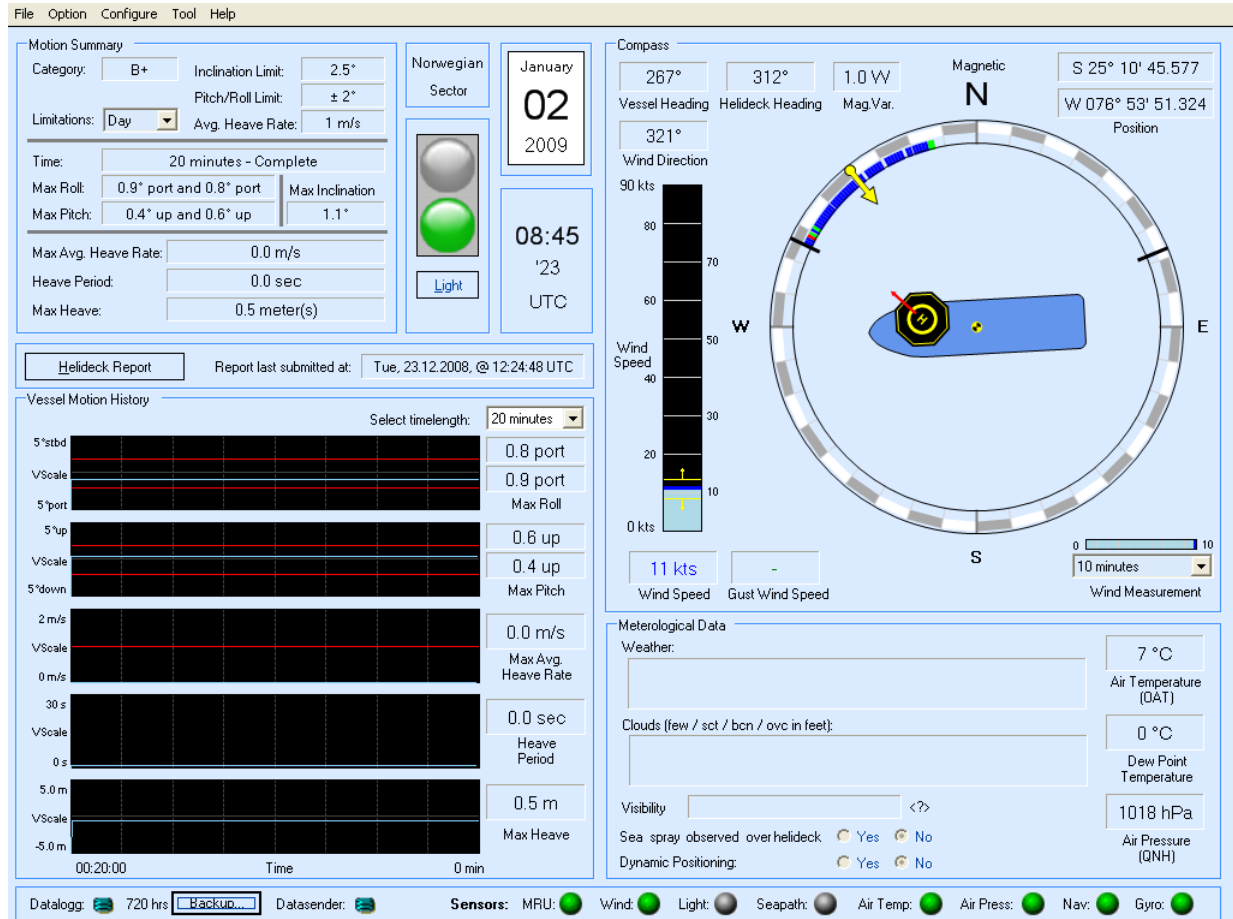 File Option Configure Tool Help
Motion Summary
Category: B+ Inclination Limit: 2.5°
Pitch/Roll Limit: ± 2°
Limitations: Day Avg. Heave Rate: 1 m/s
Time: 20 minutes - Complete
Max Roll: 0.9° port and 0.8° port Max Inclination
Max Pitch: 0.4° up and 0.6° up 1.1°
Max Avg. Heave Rate: 0.0 m/s
Heave Period: 0.0 sec
Max Heave: 0.5 meter(s)
Norwegian
Sector
Light
January
02
2009
08:45
'23
UTC
Helideck Report Report last submitted at: Tue, 23.12.2008, @ 12:24:48 UTC
Vessel Motion History
Select timelength: 20 minutes
5°stbd
VScale
5°port
0.8 port
0.9 port
Max Roll
5°up
VScale
5°down
0.6 up
0.4 up
Max Pitch
2 m/s
VScale
0 m/s
0.0 m/s
Max Avg.
Heave Rate
30 s
VScale
0 s
0.0 sec
Heave
Period
5.0 m
VScale
-5.0 m
0.5 m
Max Heave
00:20:00 Time 0 min
Compass
267° 312° 1.0 W
Vessel Heading Helideck Heading Mag.Var.
321°
Wind Direction
Magnetic
N
S 25° 10' 45.577
W 076° 53' 51.324
Position
90 kts
80
70
60
50
Wind
Speed
40
30
20
10
0 kts
W
H
E
S
11 kts -
Wind Speed Gust Wind Speed
0 10
10 minutes
Wind Measurement
Meterological Data
Weather:
7 °C
Air Temperature
(OAT)
Clouds (few / sct / bcn / ovc in feet):
0 °C
Dew Point
Temperature
Visibility <?>
1018 hPa
Air Pressure
(QNH)
Sea spray observed over helideck Yes No
Dynamic Positioning: Yes No
Datalogg: 720 hrs Backup... Datasender: Sensors: MRU: Wind: Light: Seapath: Air Temp: Air Press: Nav: Gyro: